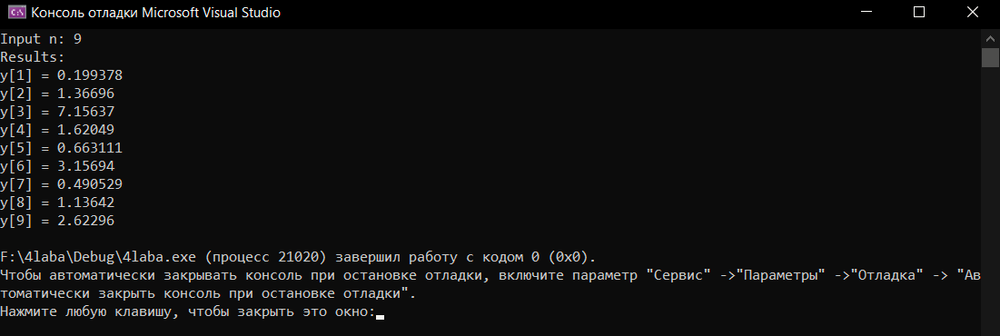 Консоль отладки Microsoft Visual Studio
Input n: 9
Results:
y[1] = 0.199378
y[2] = 1.36696
y[3] = 7.15637
y[4] = 1.62049
y[5] = 0.663111
y[6] = 3.15694
y[7] = 0.490529
y[8] = 1.13642
y[9] = 2.62296
F:\4laba\Debug\4laba.exe (процесс 21020) завершил работу с кодом 0 (0x0).
Чтобы автоматически закрывать консоль при остановке отладки, включите параметр "Сервис" ->"Параметры" ->"Отладка" -> "Ав
томатически закрыть консоль при остановке отладки".
Нажмите любую клавишу, чтобы закрыть это окно: